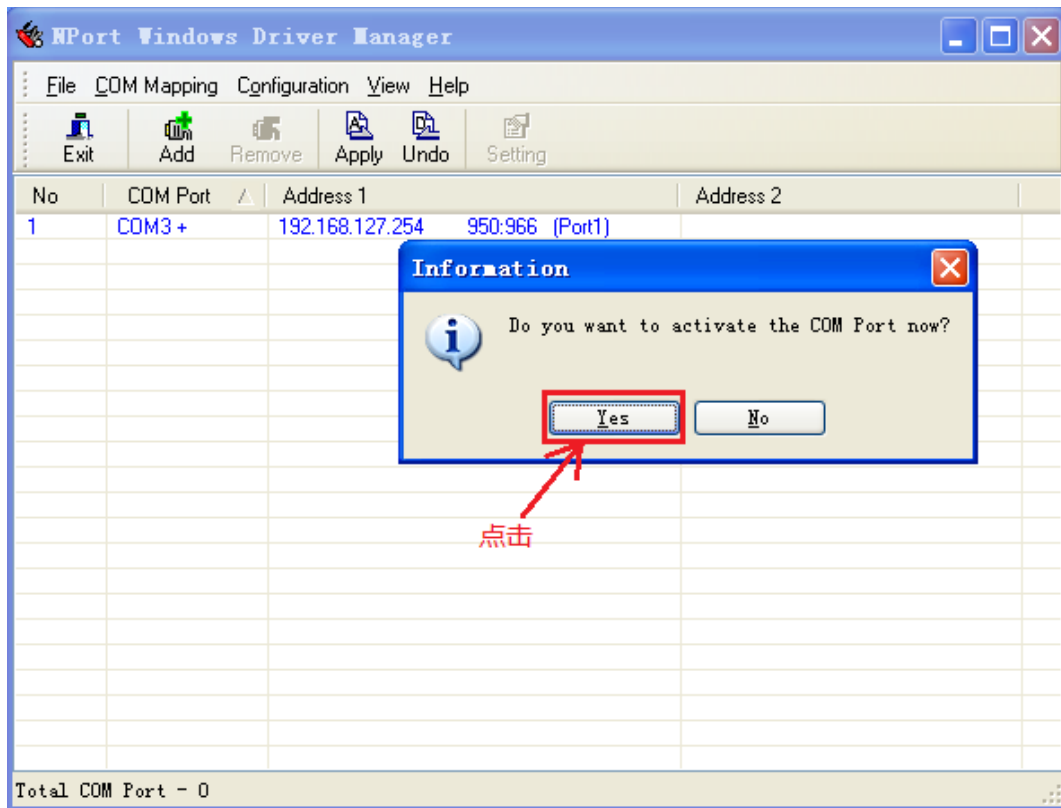 NPort Windows Driver Manager
File COM Mapping Configuration View Help
Exit Add Remove Apply Undo Setting
No COM Port Address 1 Address 2
1 COM3 + 192.168.127.254 950:966 (Port1)
Information
Do you want to activate the COM Port now?
Yes No
点击
Total COM Port - 0